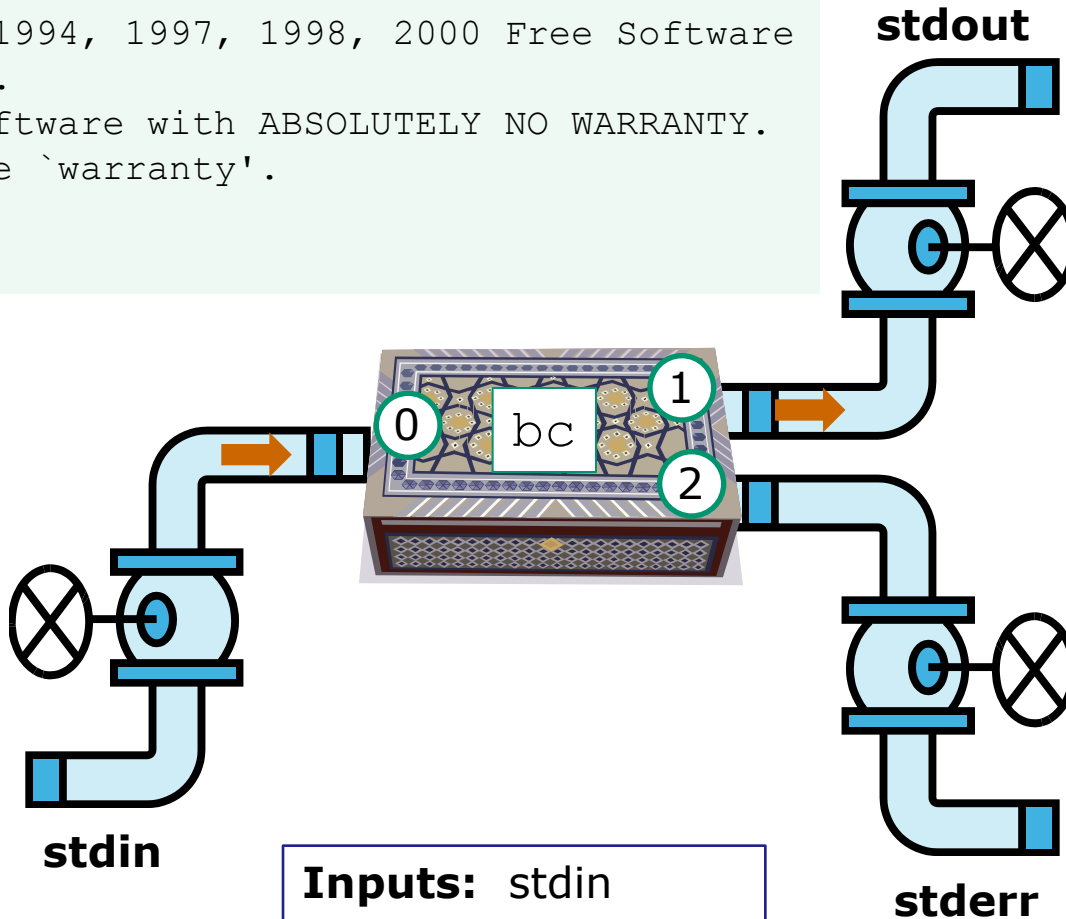 1994, 1997, 1998, 2000 Free Software
.
ftware with ABSOLUTELY NO WARRANTY.
e `warranty'.
stdout
0
bc
1
2
stdin
Inputs: stdin
stderr